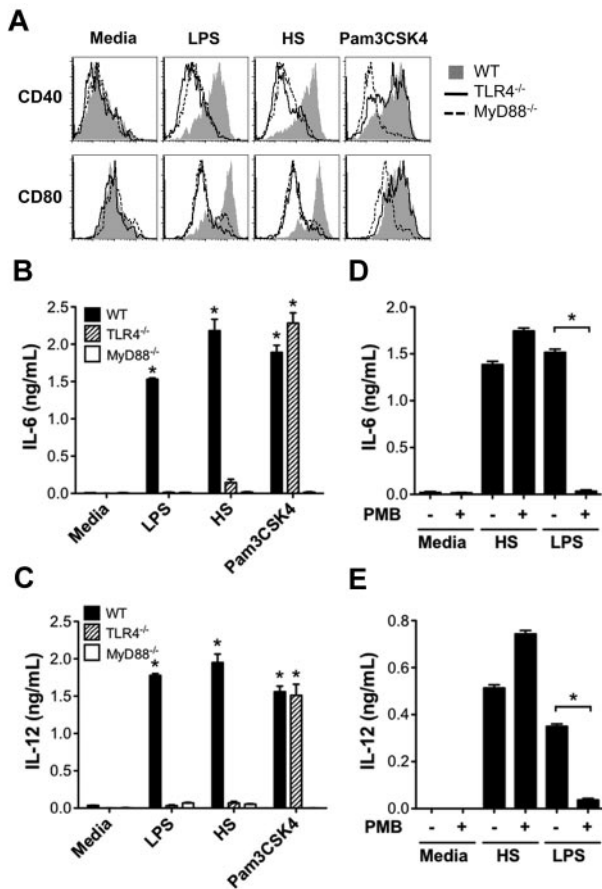 A
Media LPS HS Pam3CSK4
CD40
WT
TLR4-/-
MyD88-/-
CD80
B
IL-6 (ng/mL)
2.5
2.0
1.5
1.0
0.5
0.0
WT
TLR4-/-
MyD88-/-
* * * *
Media LPS HS Pam3CSK4
D
IL-6 (ng/mL)
2.0
1.5
1.0
0.5
0.0
*
PMB - + - + - +
Media HS LPS
C
IL-12 (ng/mL)
2.5
2.0
1.5
1.0
0.5
0.0
WT
TLR4-/-
MyD88-/-
* * * *
Media LPS HS Pam3CSK4
E
IL-12 (ng/mL)
0.8
0.6
0.4
0.2
0.0
*
PMB - + - + - +
Media HS LPS